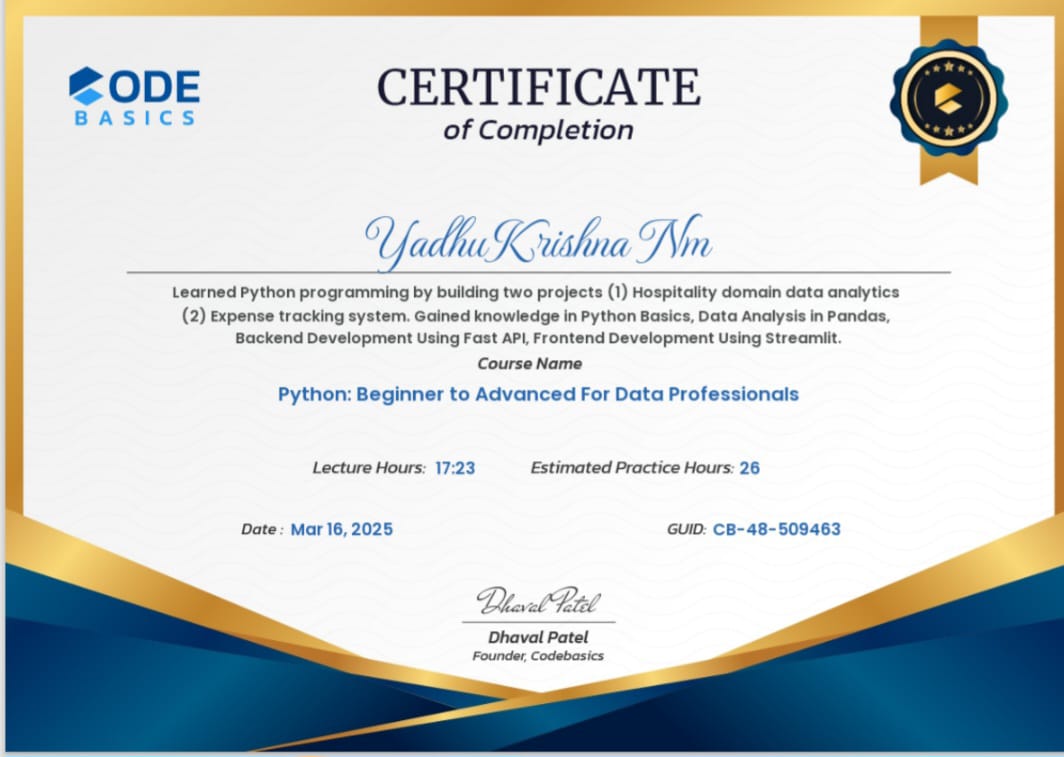 CODE
BASICS
CERTIFICATE
of Completion
YadhuKrishna Nm
Learned Python programming by building two projects (1) Hospitality domain data analytics
(2) Expense tracking system. Gained knowledge in Python Basics, Data Analysis in Pandas,
Backend Development Using Fast API, Frontend Development Using Streamlit.
Course Name
Python: Beginner to Advanced For Data Professionals
Lecture Hours: 17:23 Estimated Practice Hours: 26
Date : Mar 16, 2025 GUID: CB-48-509463
Dhaval Patel
Dhaval Patel
Founder, Codebasics